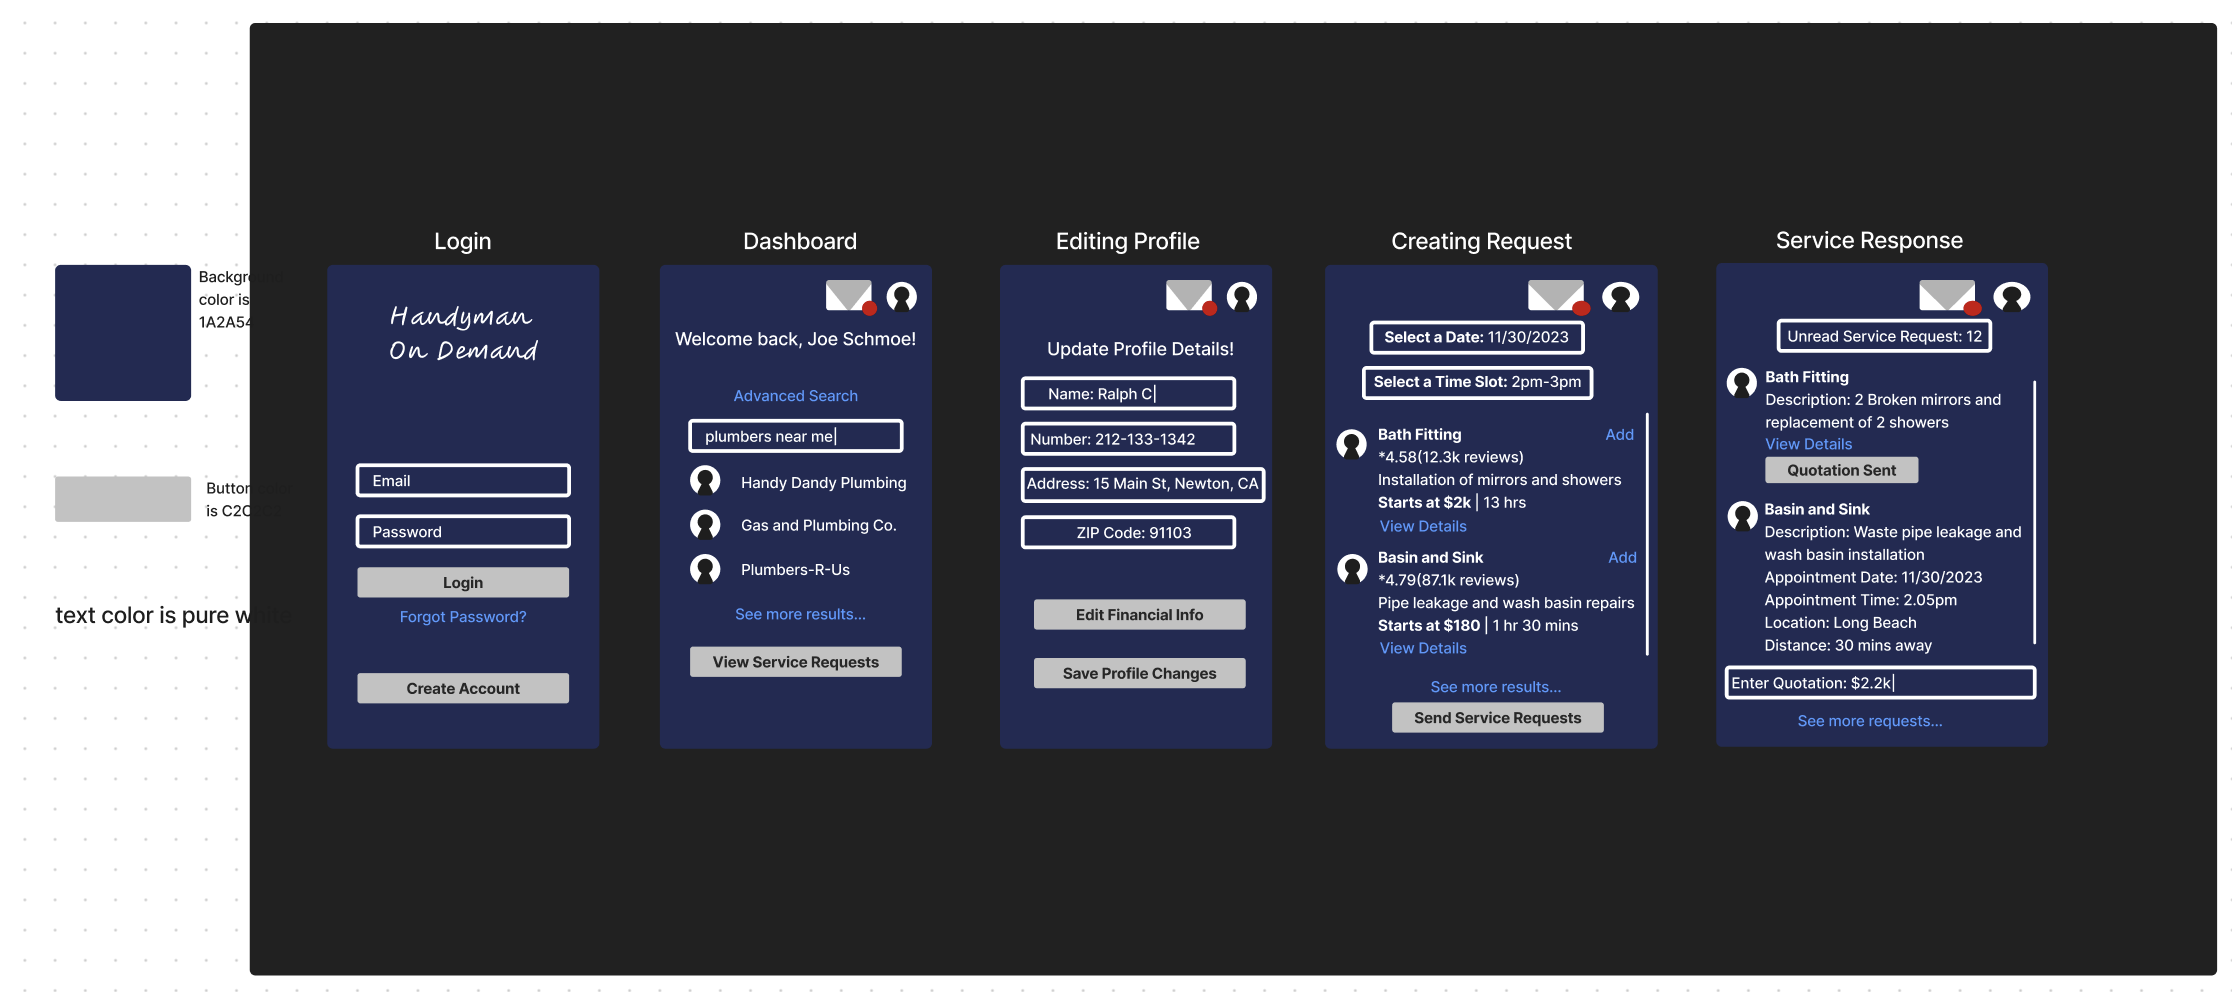 Background
color is
1A2A54
Button color
is C2C2C2
text color is pure white
Login
Handyman
On Demand
Email
Password
Login
Forgot Password?
Create Account
Dashboard
Welcome back, Joe Schmoe!
Advanced Search
plumbers near me
Handy Dandy Plumbing
Gas and Plumbing Co.
Plumbers-R-Us
See more results...
View Service Requests
Editing Profile
Update Profile Details!
Name: Ralph C
Number: 212-133-1342
Address: 15 Main St, Newton, CA
ZIP Code: 91103
Edit Financial Info
Save Profile Changes
Creating Request
Select a Date: 11/30/2023
Select a Time Slot: 2pm-3pm
Bath Fitting Add
*4.58(12.3k reviews)
Installation of mirrors and showers
Starts at $2k | 13 hrs
View Details
Basin and Sink Add
*4.79(87.1k reviews)
Pipe leakage and wash basin repairs
Starts at $180 | 1 hr 30 mins
View Details
See more results...
Send Service Requests
Service Response
Unread Service Request: 12
Bath Fitting
Description: 2 Broken mirrors and
replacement of 2 showers
View Details
Quotation Sent
Basin and Sink
Description: Waste pipe leakage and
wash basin installation
Appointment Date: 11/30/2023
Appointment Time: 2.05pm
Location: Long Beach
Distance: 30 mins away
Enter Quotation: $2.2k
See more requests...